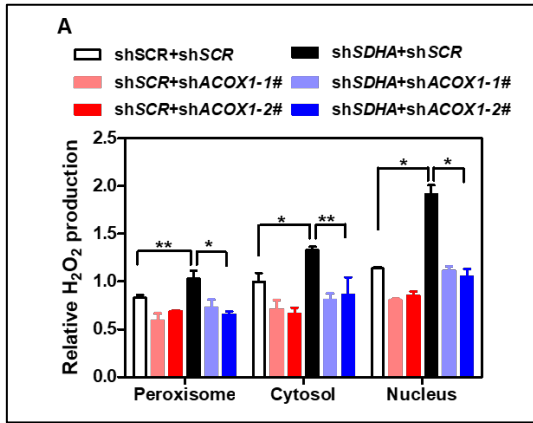 A
shSCR+shSCR
shSDHA+shSCR
shSCR+shACOX1-1#
shSDHA+shACOX1-1#
shSCR+shACOX1-2#
shSDHA+shACOX1-2#
Relative H₂O₂ production
2.5
2.0
1.5
1.0
0.5
0.0
** *
* **
* *
Peroxisome Cytosol Nucleus